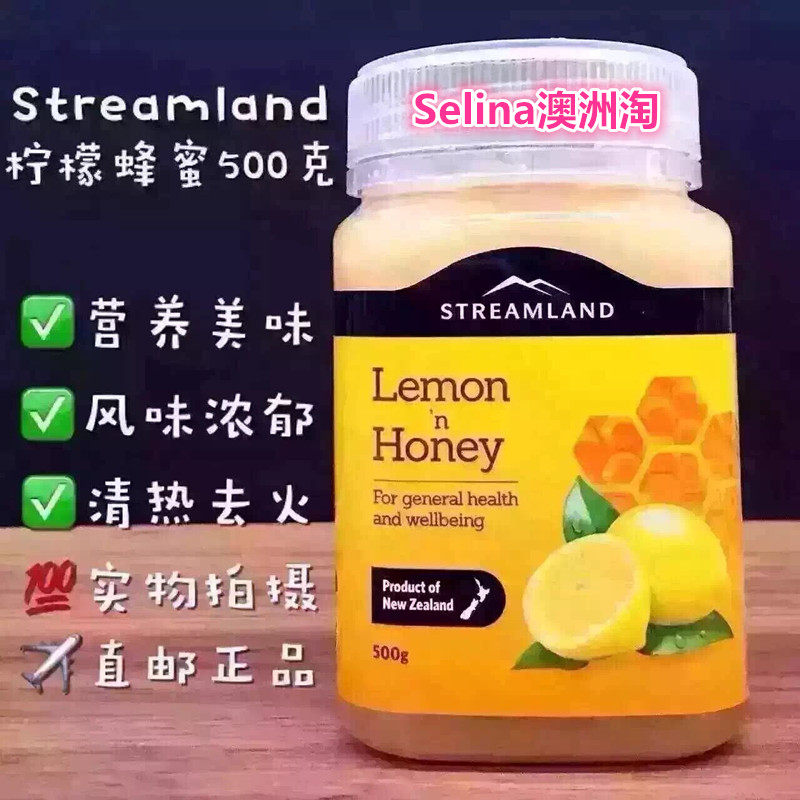 Streamland
柠檬蜂蜜500克
Selina澳洲淘
✅营养美味
✅风味浓郁
✅清热去火
💯实物拍摄
✈️直邮正品
STREAMLAND
Lemon
'n
Honey
For general health
and wellbeing
Product of
New Zealand
500g